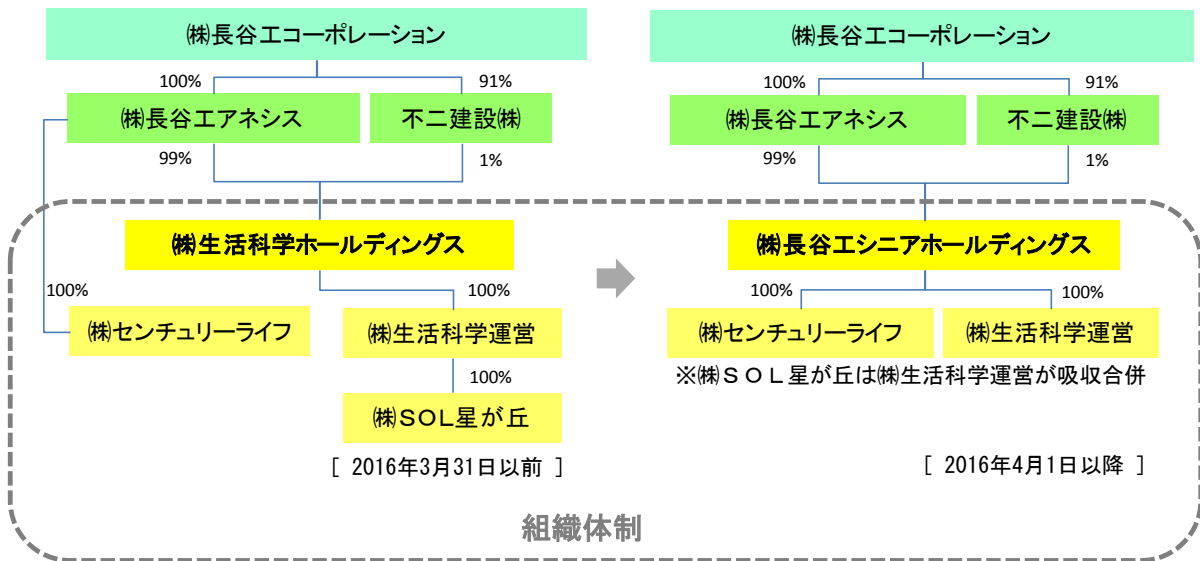 ㈱長谷エコーポレーション
100%
91%
㈱長谷エアネシス
不二建設㈱
99%
1%
㈱生活科学ホールディングス
100%
100%
㈱センチュリーライフ
㈱生活科学運営
100%
㈱SOL星が丘
[ 2016年3月31日以前 ]
㈱長谷エコーポレーション
100%
91%
㈱長谷エアネシス
不二建設㈱
99%
1%
㈱長谷エシニアホールディングス
100%
100%
㈱センチュリーライフ
㈱生活科学運営
※㈱ＳＯＬ星が丘は㈱生活科学運営が吸収合併
[ 2016年4月1日以降 ]
組織体制